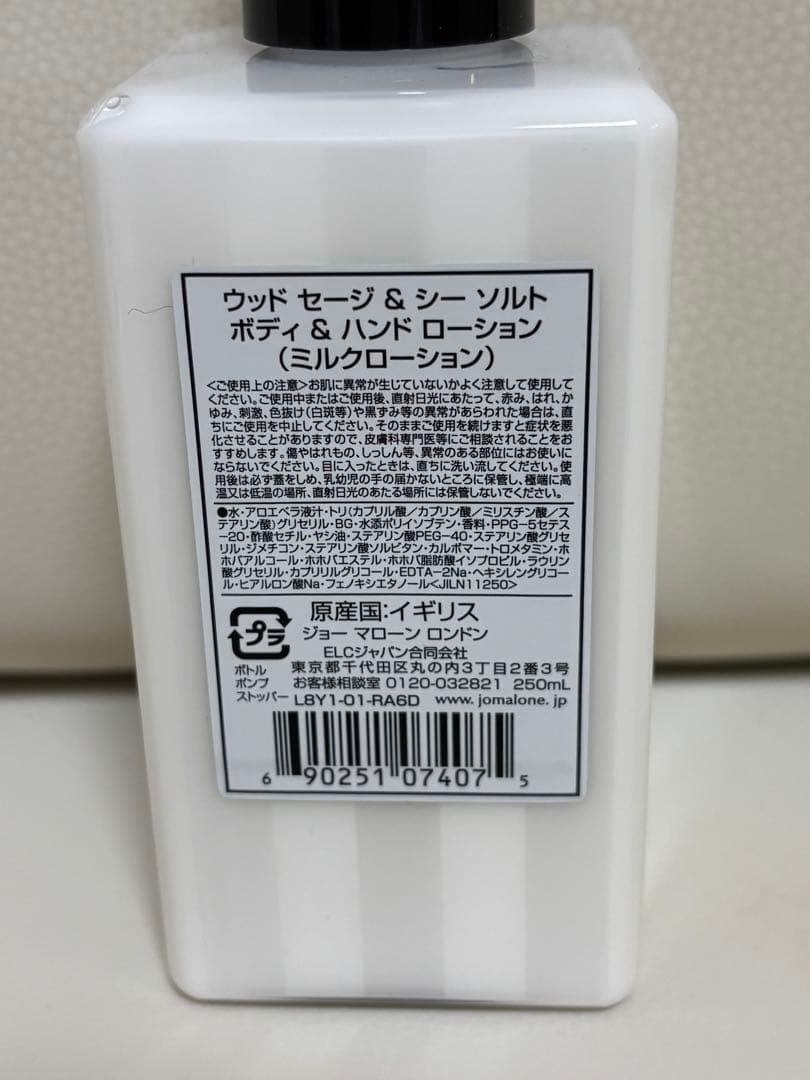 ウッド セージ & シー ソルト
ボディ & ハンド ローション
(ミルクローション)
<ご使用上の注意>お肌に異常が生じていないかよく注意して使用して
ください。ご使用中またはご使用後、直射日光にあたって、赤み、はれ、か
ゆみ、刺激、色抜け(白斑等)や黒ずみ等の異常があらわれた場合は、直
ちにご使用を中止してください。そのままご使用を続けますと症状を悪
化させることがありますので、皮膚科専門医等にご相談されることをお
すすめします。傷やはれもの、しっしん等、異常のある部位にはお使いに
ならないでください。目に入ったときは、直ちに洗い流してください。使
用後は必ず蓋をしめ、乳幼児の手の届かないところに保管し、極端に高
温又は低温の場所、直射日光のあたる場所には保管しないでください。
●水・アロエベラ液汁・トリ(カプリル酸/カプリン酸/ミリスチン酸/ス
テアリン酸)グリセリル・BG・水添ポリイソブテン・香料・PPG-5セテス
-20・酢酸セチル・ヤシ油・ステアリン酸PEG-40・ステアリン酸グリセ
リル・ジメチコン・ステアリン酸ソルビタン・カルボマー・トロメタミン・ホ
ホバアルコール・ホホバエステル・ホホバ脂肪酸イソプロピル・ラウリン
酸グリセリル・カプリリルグリコール・EDTA-2Na・ヘキシレングリコー
ル・ヒアルロン酸Na・フェノキシエタノール<JILN11250>
プラ
原産国:イギリス
ジョー マローン ロンドン
ELCジャパン合同会社
ボトル 東京都千代田区丸の内3丁目2番3号
ポンプ お客様相談室 0120-032821 250mL
ストッパー L8Y1-01-RA6D www.jomalone.jp
6 90251 07407 5